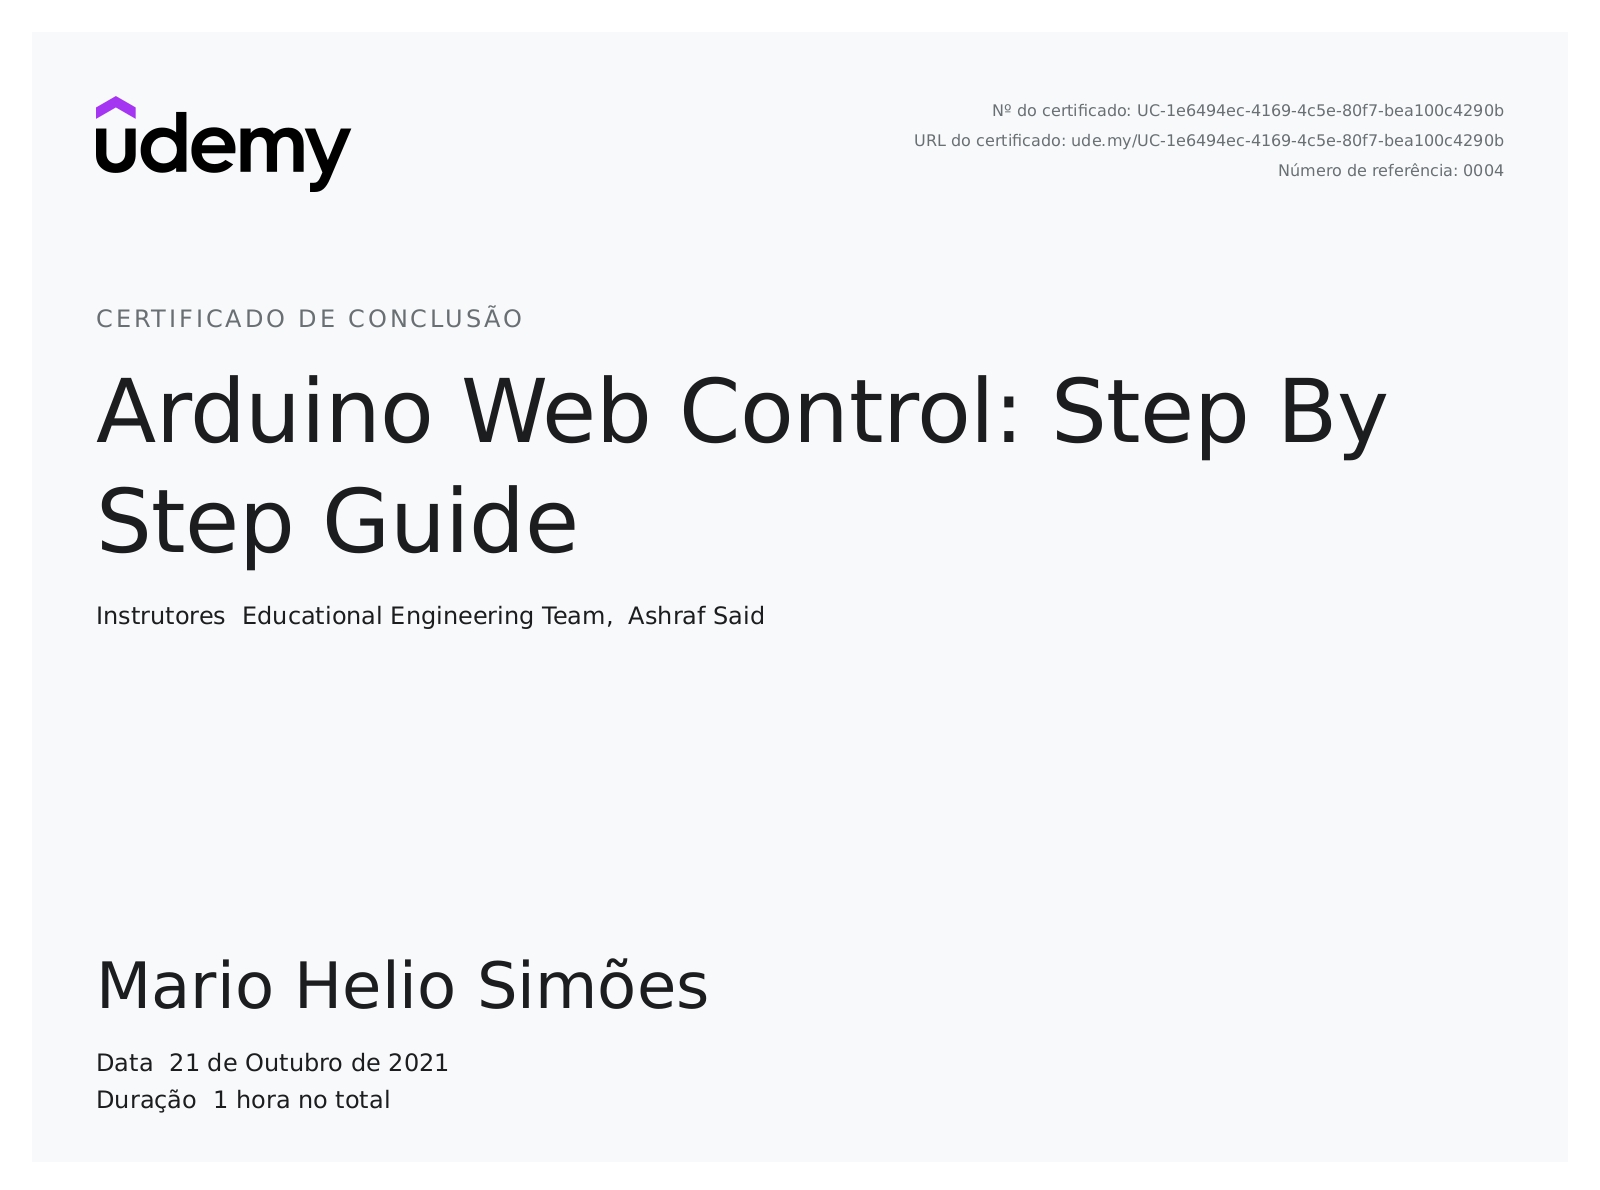 udemy
Nº do certificado: UC-1e6494ec-4169-4c5e-80f7-bea100c4290b
URL do certificado: ude.my/UC-1e6494ec-4169-4c5e-80f7-bea100c4290b
Número de referência: 0004
CERTIFICADO DE CONCLUSÃO
Arduino Web Control: Step By
Step Guide
Instrutores Educational Engineering Team, Ashraf Said
Mario Helio Simões
Data 21 de Outubro de 2021
Duração 1 hora no total